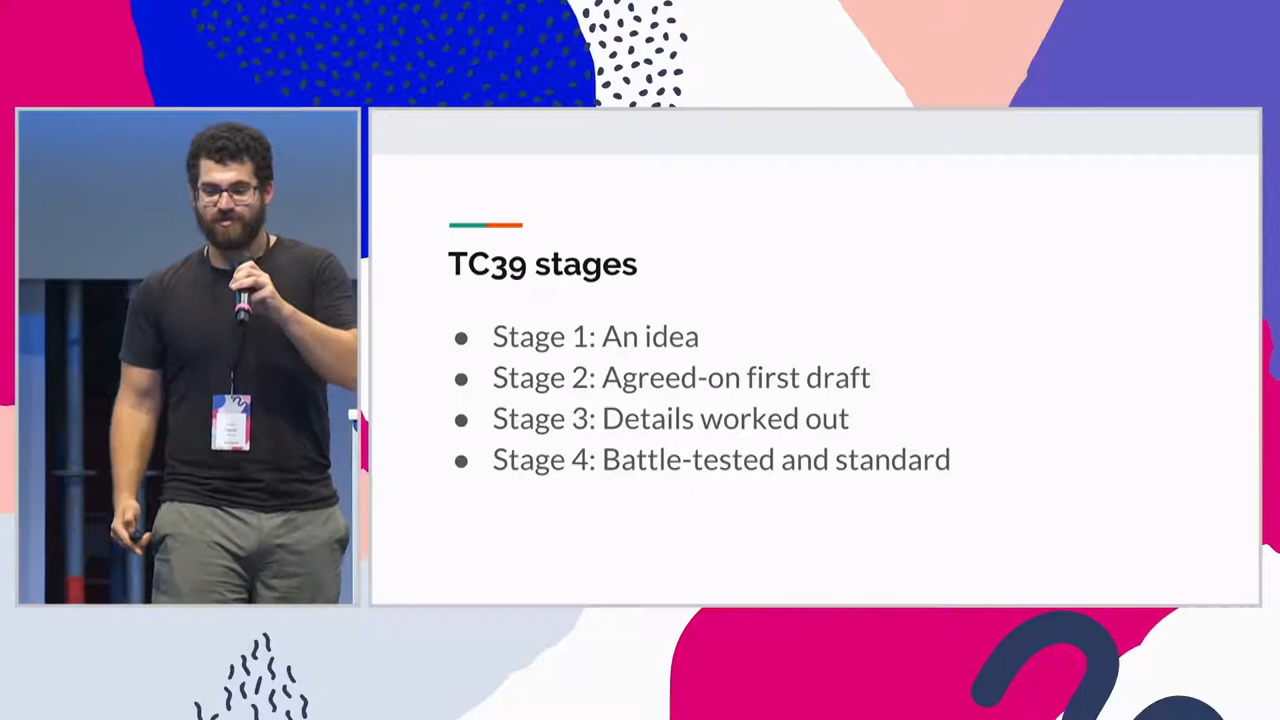 TC39 stages
● Stage 1: An idea
● Stage 2: Agreed-on first draft
● Stage 3: Details worked out
● Stage 4: Battle-tested and standard